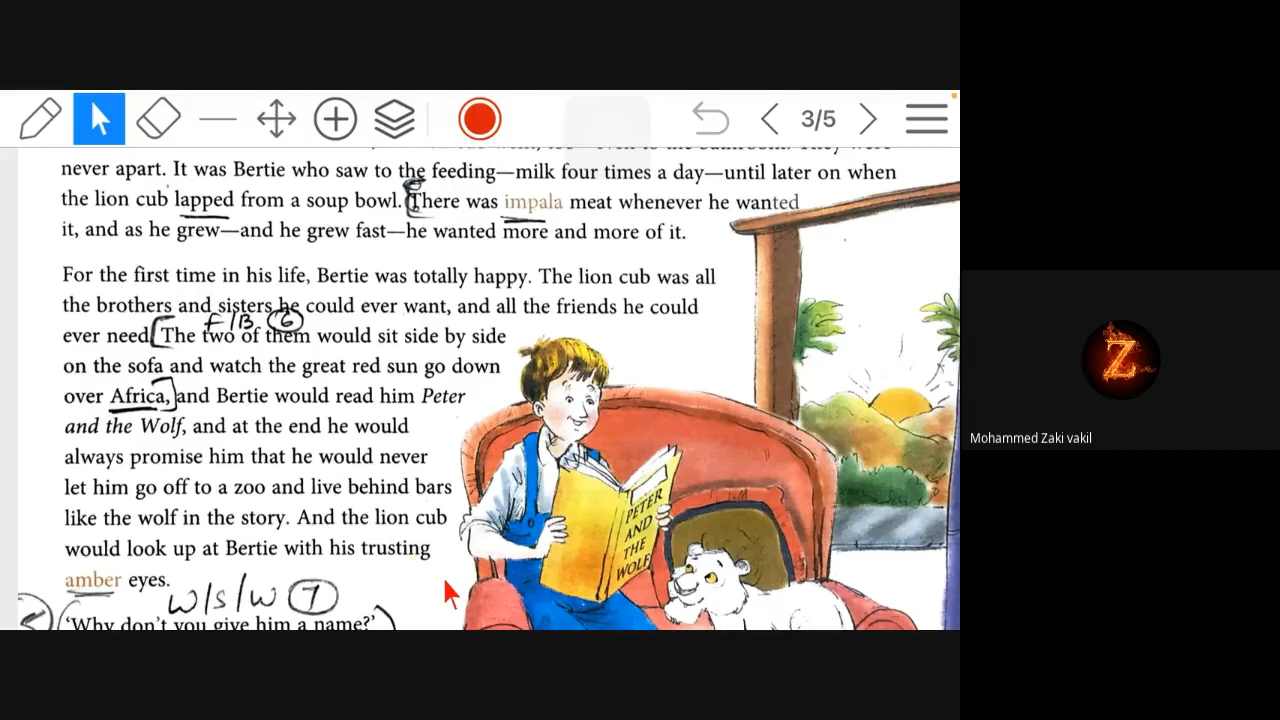 3/5
never apart. It was Bertie who saw to the feeding—milk four times a day—until later on when
the lion cub lapped from a soup bowl. There was impala meat whenever he wanted
it, and as he grew—and he grew fast—he wanted more and more of it.
For the first time in his life, Bertie was totally happy. The lion cub was all
the brothers and sisters he could ever want, and all the friends he could
F/B 6
ever need. The two of them would sit side by side
on the sofa and watch the great red sun go down
over Africa, and Bertie would read him Peter
and the Wolf, and at the end he would
always promise him that he would never
let him go off to a zoo and live behind bars
like the wolf in the story. And the lion cub
would look up at Bertie with his trusting
amber eyes.
W/S/W 7
‘Why don’t you give him a name?’
PETER
AND
THE
WOLF
Z
Mohammed Zaki vakil